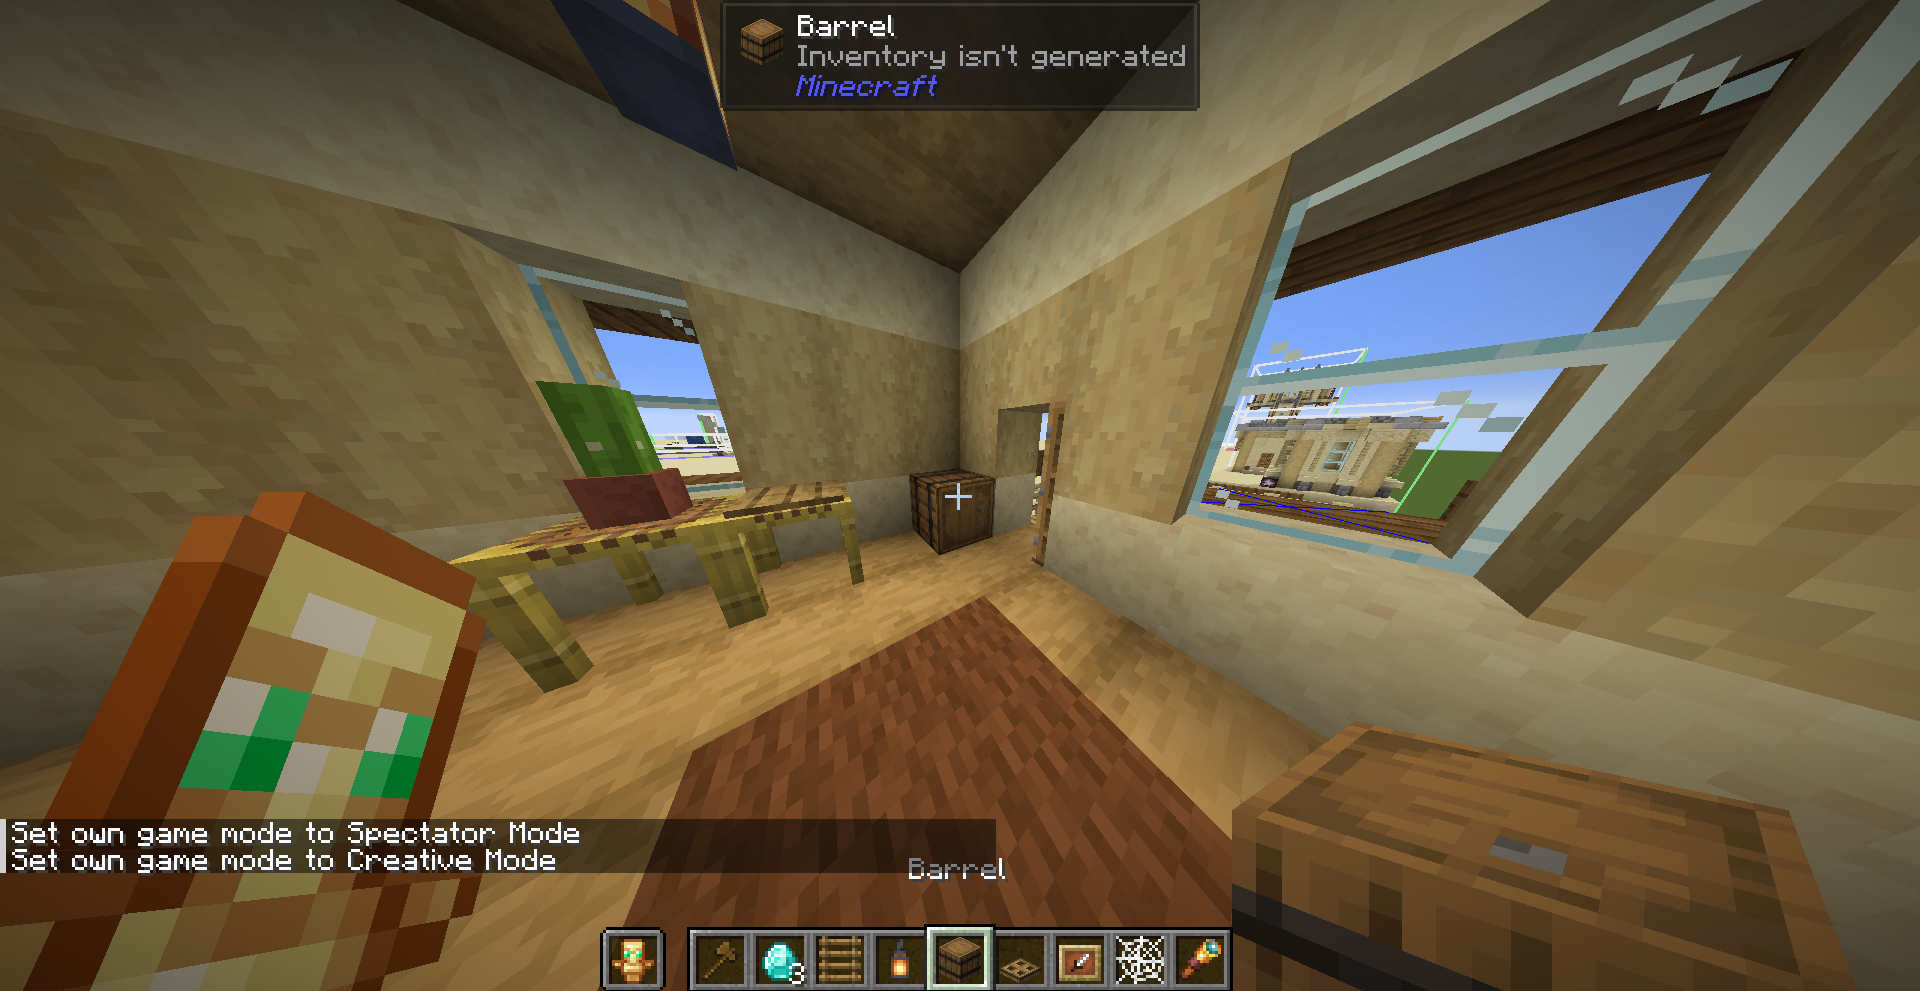 Barrel
Inventory isn't generated
Minecraft
Set own game mode to Spectator Mode
Set own game mode to Creative Mode
Barrel
3